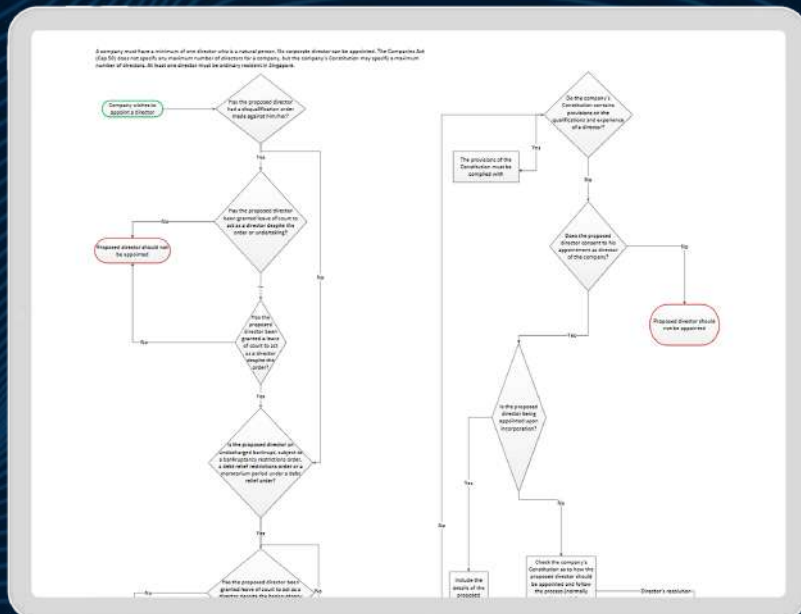 A company must have a minimum of one director who is a natural person. No corporate director can be appointed. The Companies Act
(Cap 50) does not specify any maximum number of directors for a company, but the company's Constitution may specify a maximum
number of directors. At least one director must be ordinary resident in Singapore.
Company wishes to
appoint a director
Has the proposed director
had a disqualification order
made against him/her?
Yes
Has the proposed director
been granted leave of court to
act as a director despite the
order or undertaking?
No
Proposed director should not
be appointed
No
Has the
proposed
director been
granted a leave
of court to act
as a director
despite the
order?
No
Yes
Is the proposed director an
undischarged bankrupt, subject to
a bankruptcy restrictions order,
a debt relief restrictions order or a
moratorium period under a debt
relief order?
Yes
Has the proposed director been
granted leave of court to act as a
director despite the bankruptcy
No
No
Do the company's
Constitution contains
provisions on the
qualifications and experience
of a director?
Yes
The provisions of the
Constitution must be
complied with
No
Does the proposed
director consent to his
appointment as director
of the company?
No
Proposed director should
not be appointed
Yes
Is the proposed
director being
appointed upon
incorporation?
Yes
No
No
Include the
details of the
proposed
Check the company's
Constitution as to how the
proposed director should
be appointed and follow
the process (normally
Director's resolution